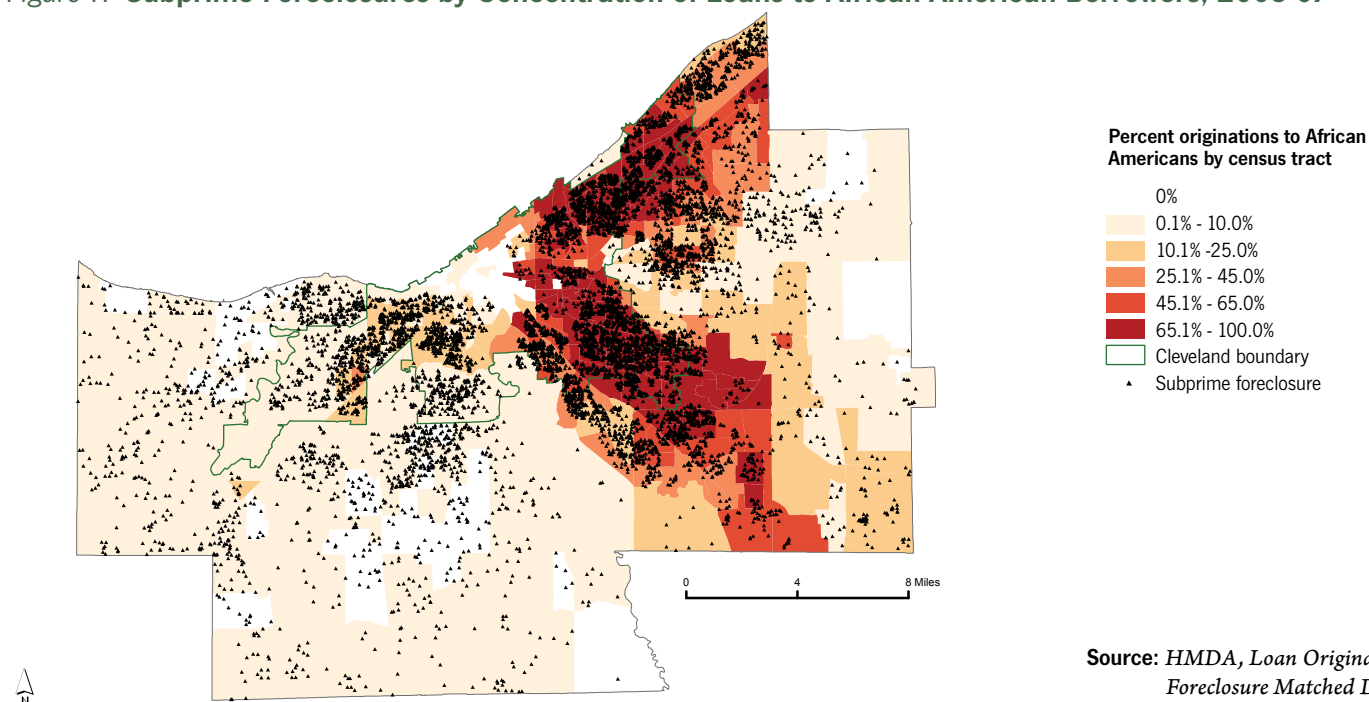 Percent originations to African
Americans by census tract
0%
0.1% - 10.0%
10.1% -25.0%
25.1% - 45.0%
45.1% - 65.0%
65.1% - 100.0%
Cleveland boundary
Subprime foreclosure
0 4 8 Miles
Source: HMDA, Loan Origina
Foreclosure Matched
N